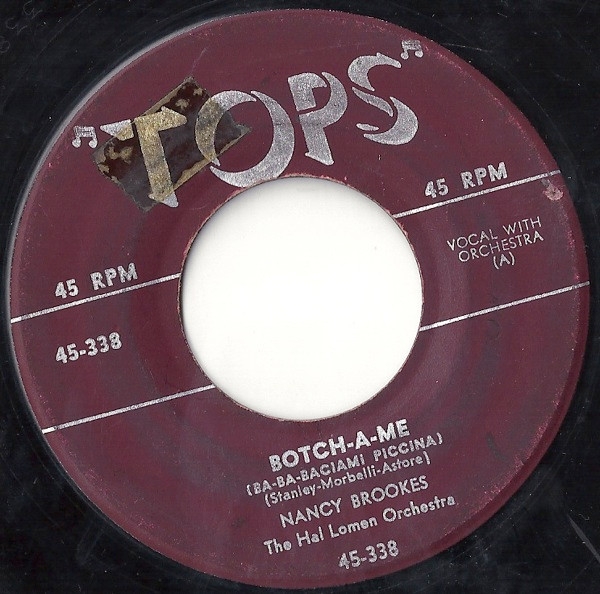 TOPS
45 RPM
VOCAL WITH
ORCHESTRA
(A)
45 RPM
45-338
BOTCH-A-ME
(BA-BA-BACIAMI PICCINA)
(Stanley-Morbelli-Astore)
NANCY BROOKES
The Hal Lomen Orchestra
45-338